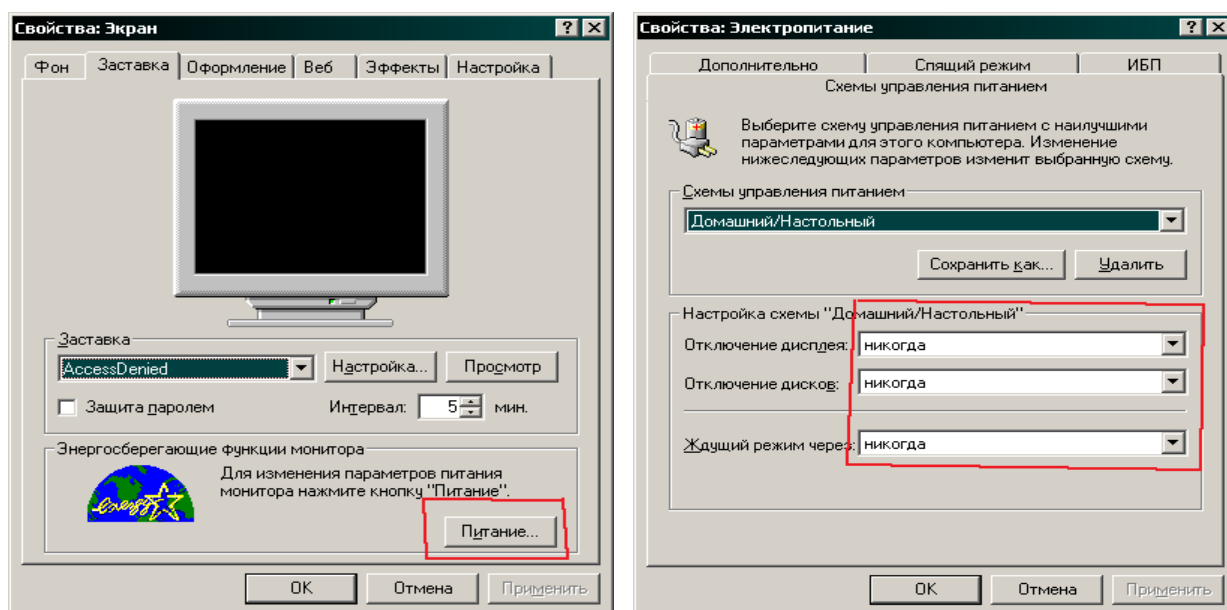 Свойства: Экран
Фон Заставка Оформление Веб Эффекты Настройка
Заставка
AccessDenied Настройка... Просмотр
Защита паролем Интервал: 5 мин.
Энергосберегающие функции монитора
Для изменения параметров питания
монитора нажмите кнопку "Питание".
energy
Питание...
OK Отмена Применить
Свойства: Электропитание
Дополнительно Спящий режим ИБП
Схемы управления питанием
Выберите схему управления питанием с наилучшими
параметрами для этого компьютера. Изменение
нижеследующих параметров изменит выбранную схему.
Схемы управления питанием
Домашний/Настольный
Сохранить как... Удалить
Настройка схемы "Домашний/Настольный"
Отключение дисплея: никогда
Отключение дисков: никогда
Ждущий режим через: никогда
OK Отмена Применить